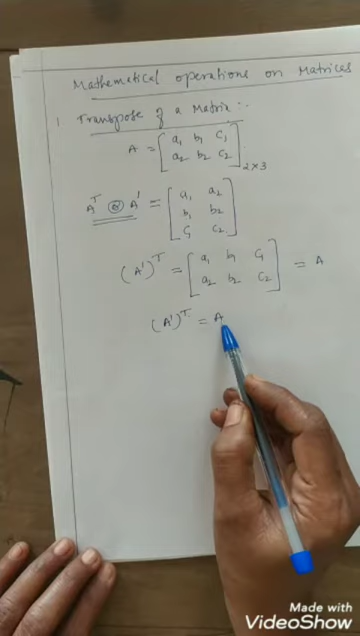 Mathematical operations on Matrices
1 Transpose of a Matrix:-
A = [ a₁ b₁ c₁
a₂ b₂ c₂ ] 2×3
Aᵀ or A' = [ a₁ a₂
b₁ b₂
c₁ c₂ ]
(A')ᵀ = [ a₁ b₁ c₁
a₂ b₂ c₂ ] = A
(A')ᵀ = A
Made with
VideoShow